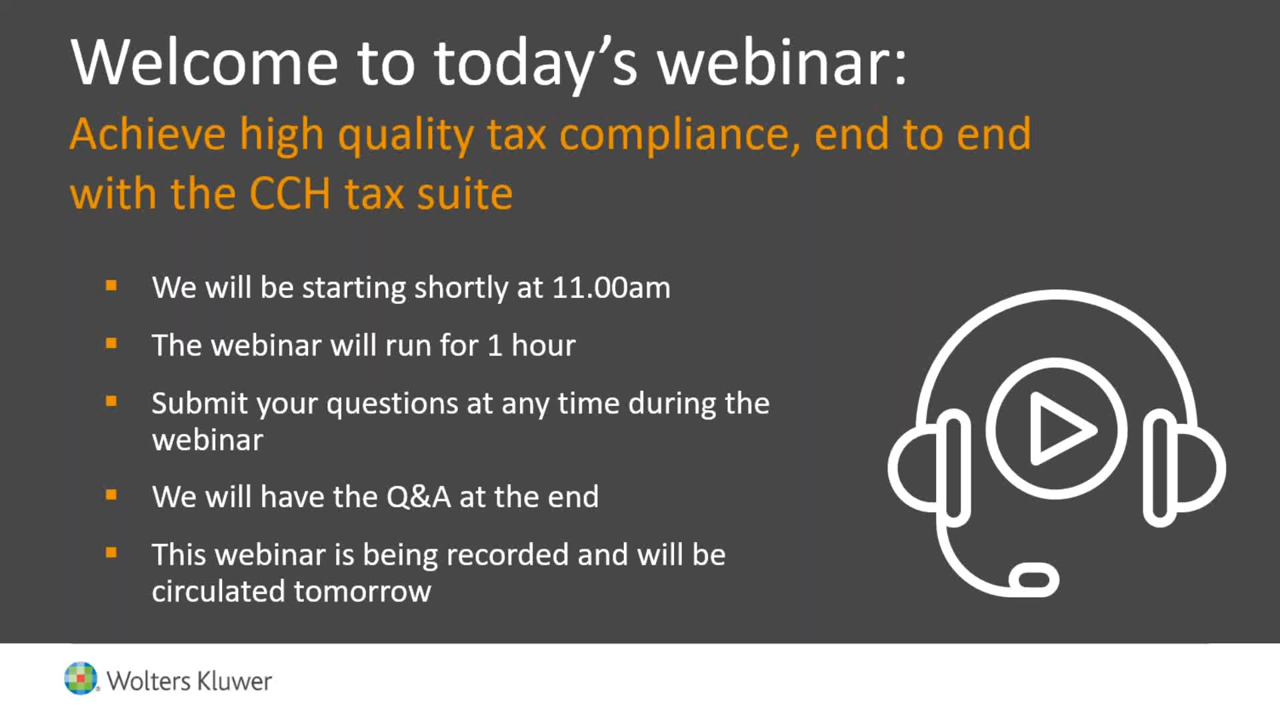 Welcome to today’s webinar:
Achieve high quality tax compliance, end to end
with the CCH tax suite
▪ We will be starting shortly at 11.00am
▪ The webinar will run for 1 hour
▪ Submit your questions at any time during the
webinar
▪ We will have the Q&A at the end
▪ This webinar is being recorded and will be
circulated tomorrow
Wolters Kluwer